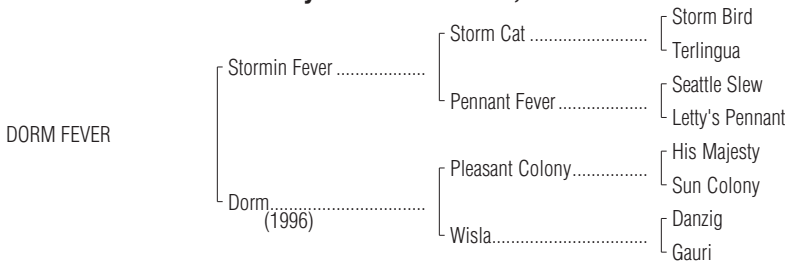 Storm Bird
Storm Cat ........................
Terlingua
Stormin Fever ...................
Seattle Slew
Pennant Fever ...................
Letty's Pennant
DORM FEVER
His Majesty
Pleasant Colony................
Sun Colony
Dorm.................................
(1996)
Danzig
Wisla.................................
Gauri